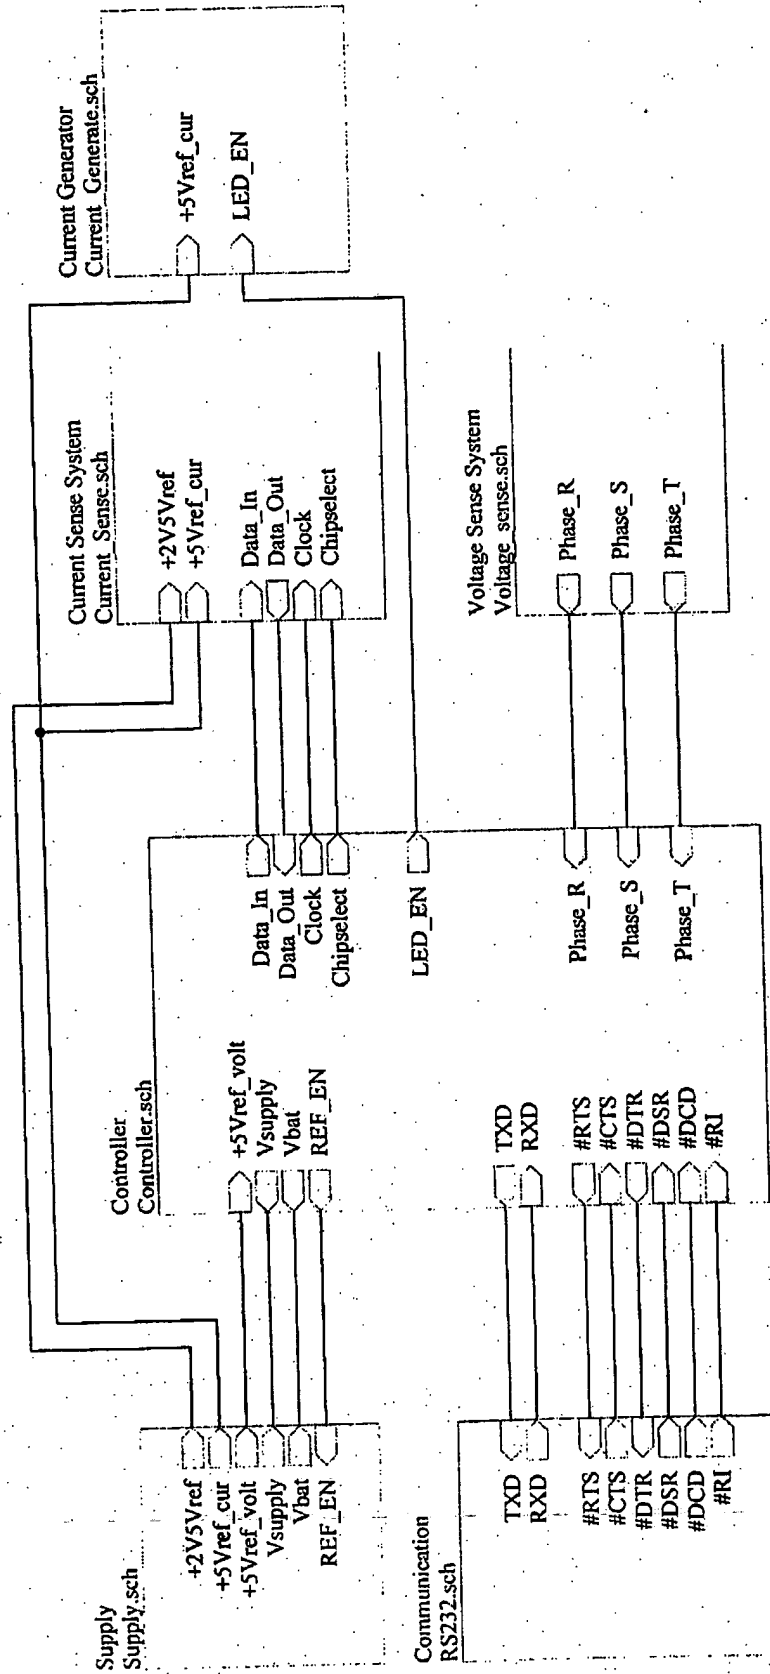 Supply
Supply.sch
+2V5Vref
+5Vref_cur
+5Vref_volt
Vsupply
Vbat
REF_EN
Communication
RS232.sch
TXD
RXD
#RTS
#CTS
#DTR
#DSR
#DCD
#RI
Controller
Controller.sch
+5Vref_volt
Vsupply
Vbat
REF_EN
TXD
RXD
#RTS
#CTS
#DTR
#DSR
#DCD
#RI
Data_In
Data_Out
Clock
Chipselect
LED_EN
Phase_R
Phase_S
Phase_T
Current Sense System
Current_Sense.sch
+2V5Vref
+5Vref_cur
Data_In
Data_Out
Clock
Chipselect
Voltage Sense System
Voltage_sense.sch
Phase_R
Phase_S
Phase_T
Current Generator
Current_Generate.sch
+5Vref_cur
LED_EN